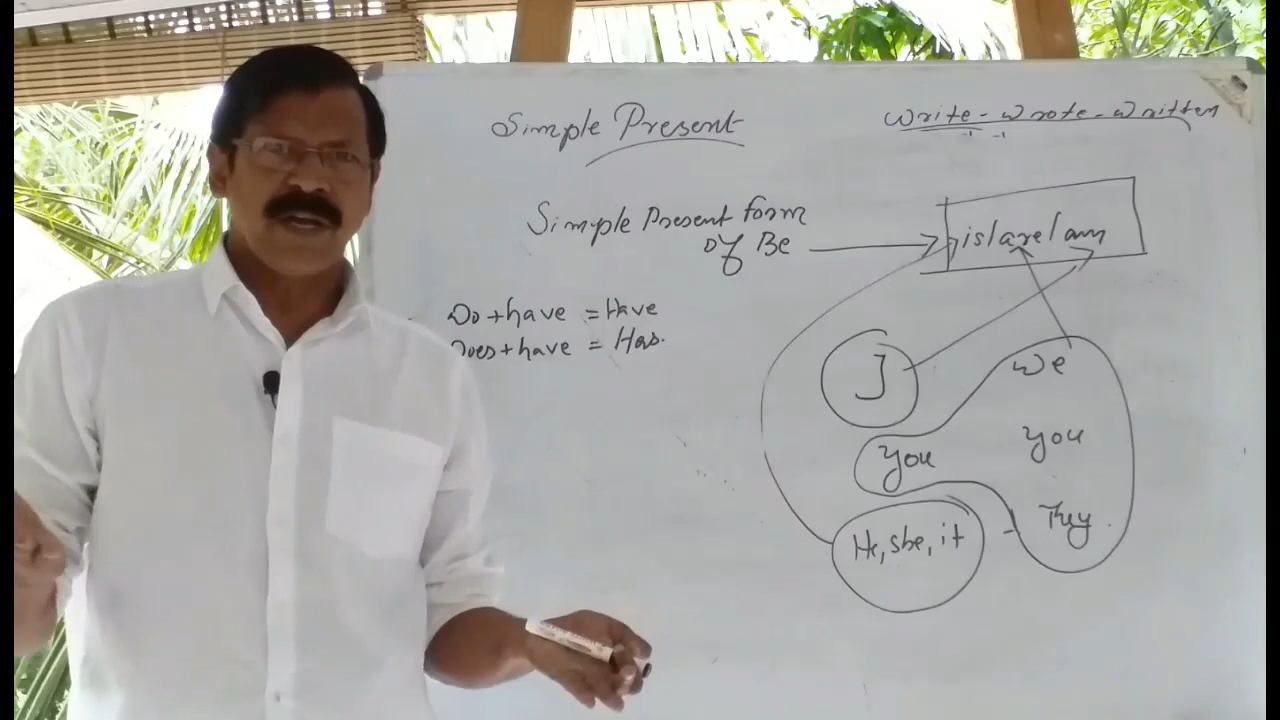 Simple Present
write - wrote - written
Simple Present form
of Be
is/are/am
Do + have = Have
Does + have = Has.
I
we
you
you
He, she, it -
They